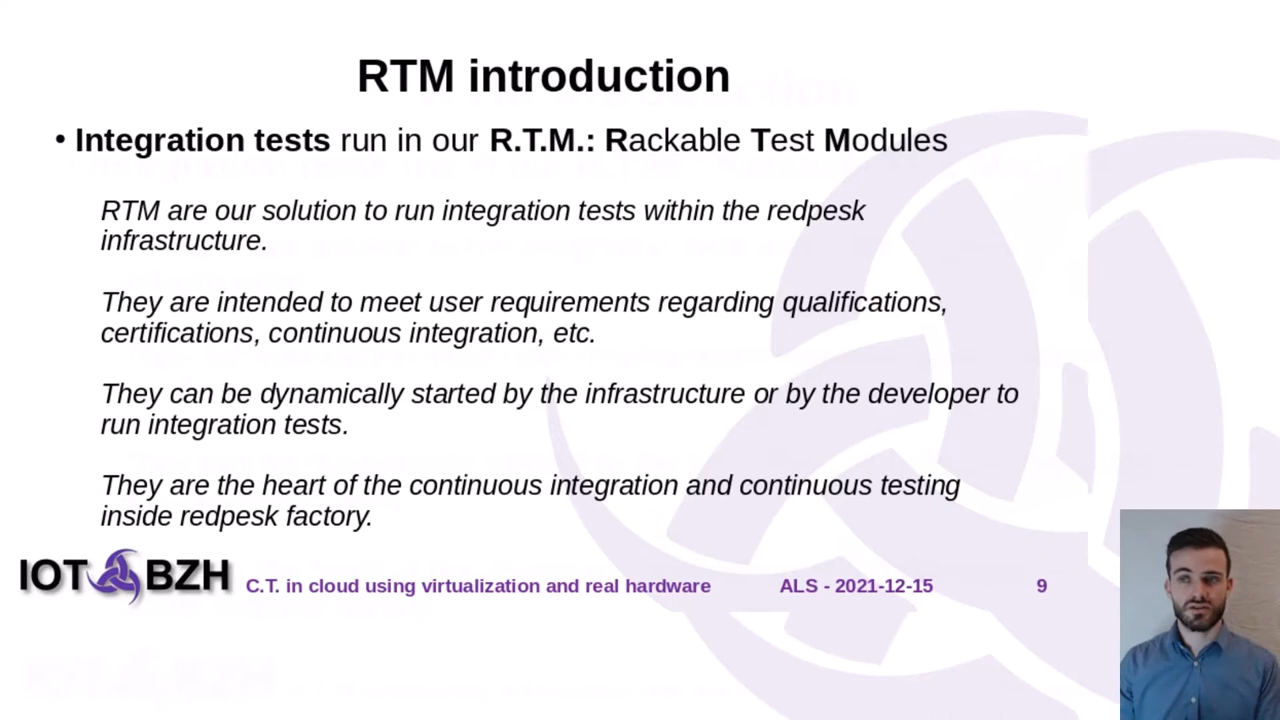 RTM introduction
• Integration tests run in our R.T.M.: Rackable Test Modules
RTM are our solution to run integration tests within the redpesk
infrastructure.
They are intended to meet user requirements regarding qualifications,
certifications, continuous integration, etc.
They can be dynamically started by the infrastructure or by the developer to
run integration tests.
They are the heart of the continuous integration and continuous testing
inside redpesk factory.
IOT BZH
C.T. in cloud using virtualization and real hardware ALS - 2021-12-15 9